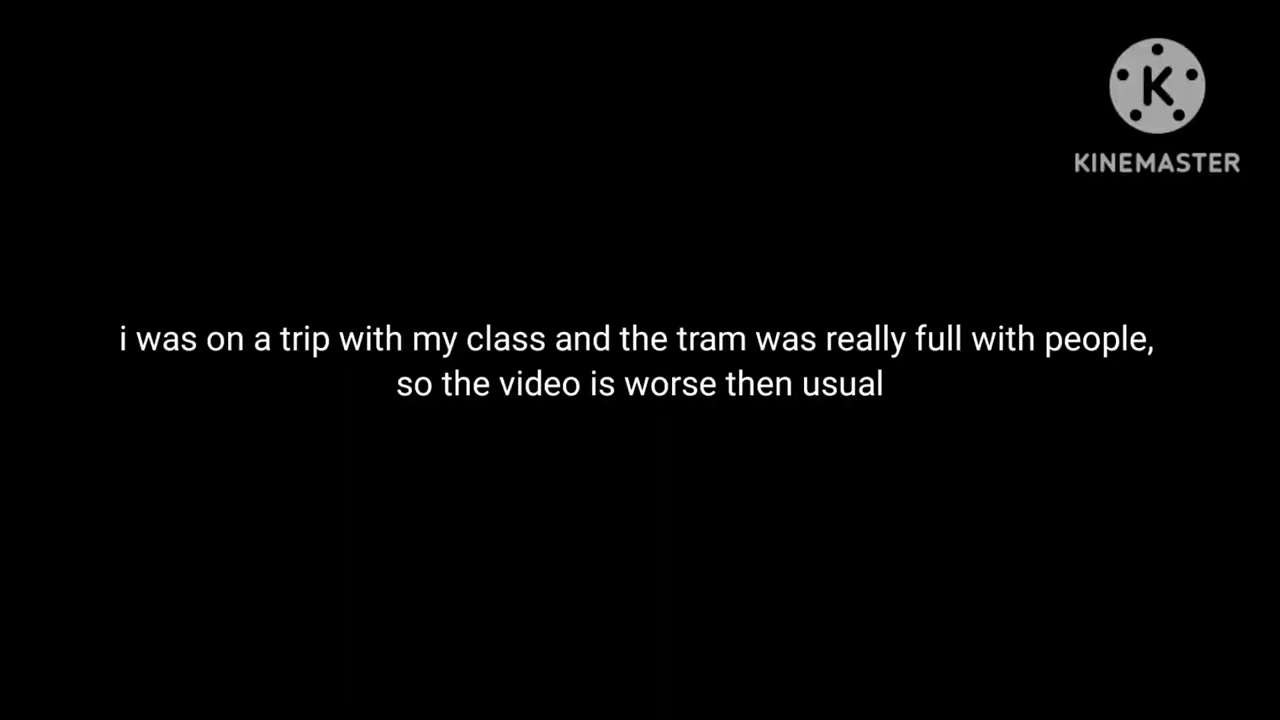 K
KINEMASTER
i was on a trip with my class and the tram was really full with people,
so the video is worse then usual